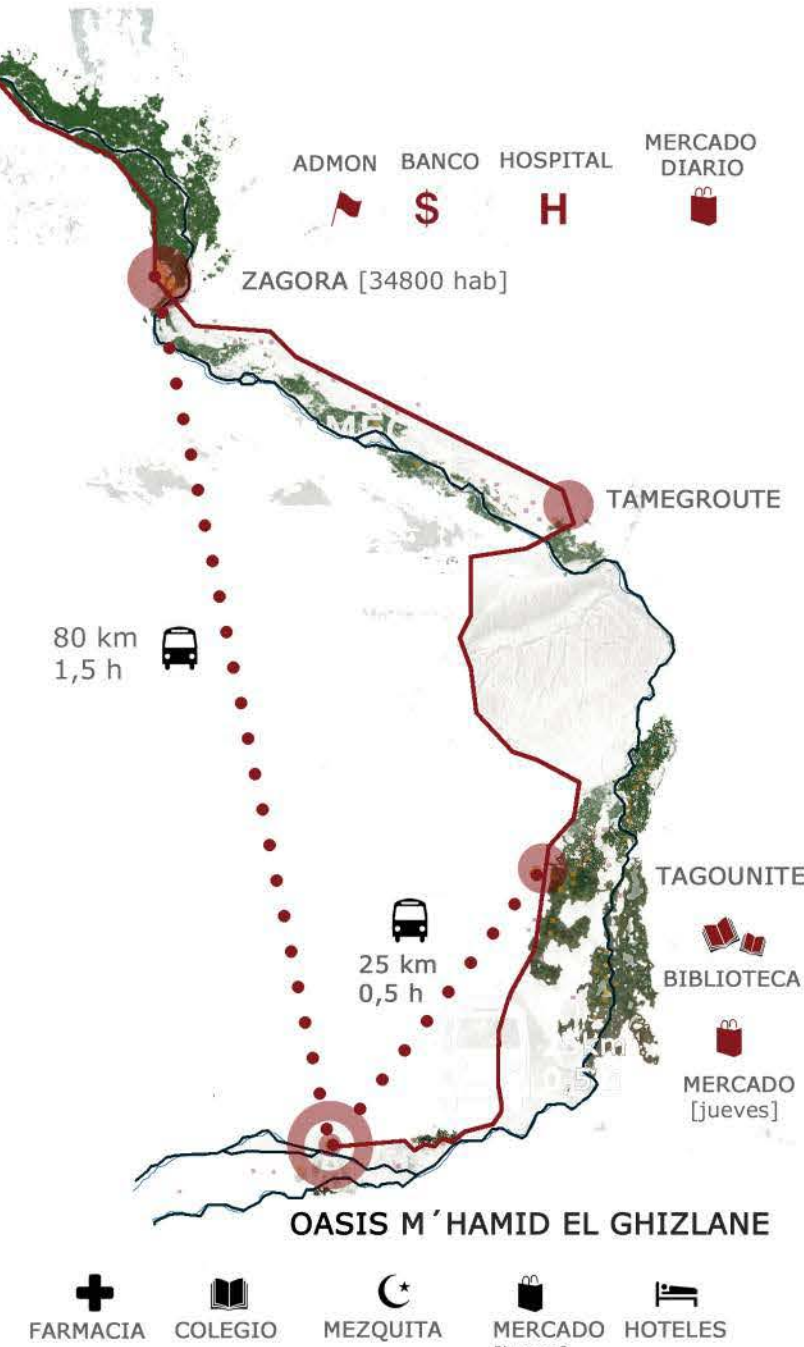 ADMON
BANCO
HOSPITAL
MERCADO
DIARIO
$
H
ZAGORA [34800 hab]
TAMEGROUTE
80 km
1,5 h
TAGOUNITE
25 km
0,5 h
BIBLIOTECA
MERCADO
[jueves]
OASIS M´HAMID EL GHIZLANE
FARMACIA
COLEGIO
MEZQUITA
MERCADO
HOTELES